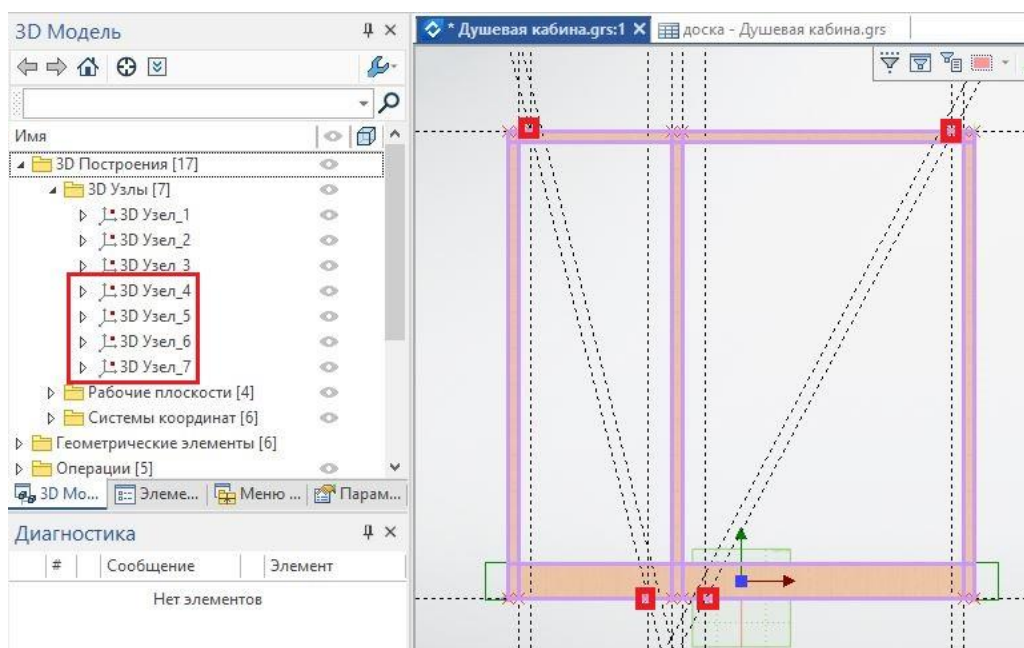 3D Модель
* Душевая кабина.grs:1
доска - Душевая кабина.grs
Имя
3D Построения [17]
3D Узлы [7]
3D Узел_1
3D Узел_2
3D Узел_3
3D Узел_4
3D Узел_5
3D Узел_6
3D Узел_7
Рабочие плоскости [4]
Системы координат [6]
Геометрические элементы [6]
Операции [5]
3D Мо... Элеме... Меню ... Парам...
Диагностика
# Сообщение Элемент
Нет элементов